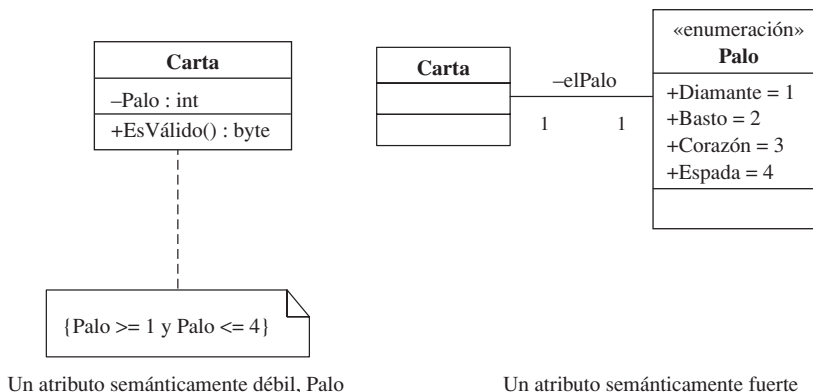 Carta
–Palo : int
+EsVálido() : byte
{Palo >= 1 y Palo <= 4}
Un atributo semánticamente débil, Palo
Carta
–elPalo
1
1
«enumeración»
Palo
+Diamante = 1
+Basto = 2
+Corazón = 3
+Espada = 4
Un atributo semánticamente fuerte